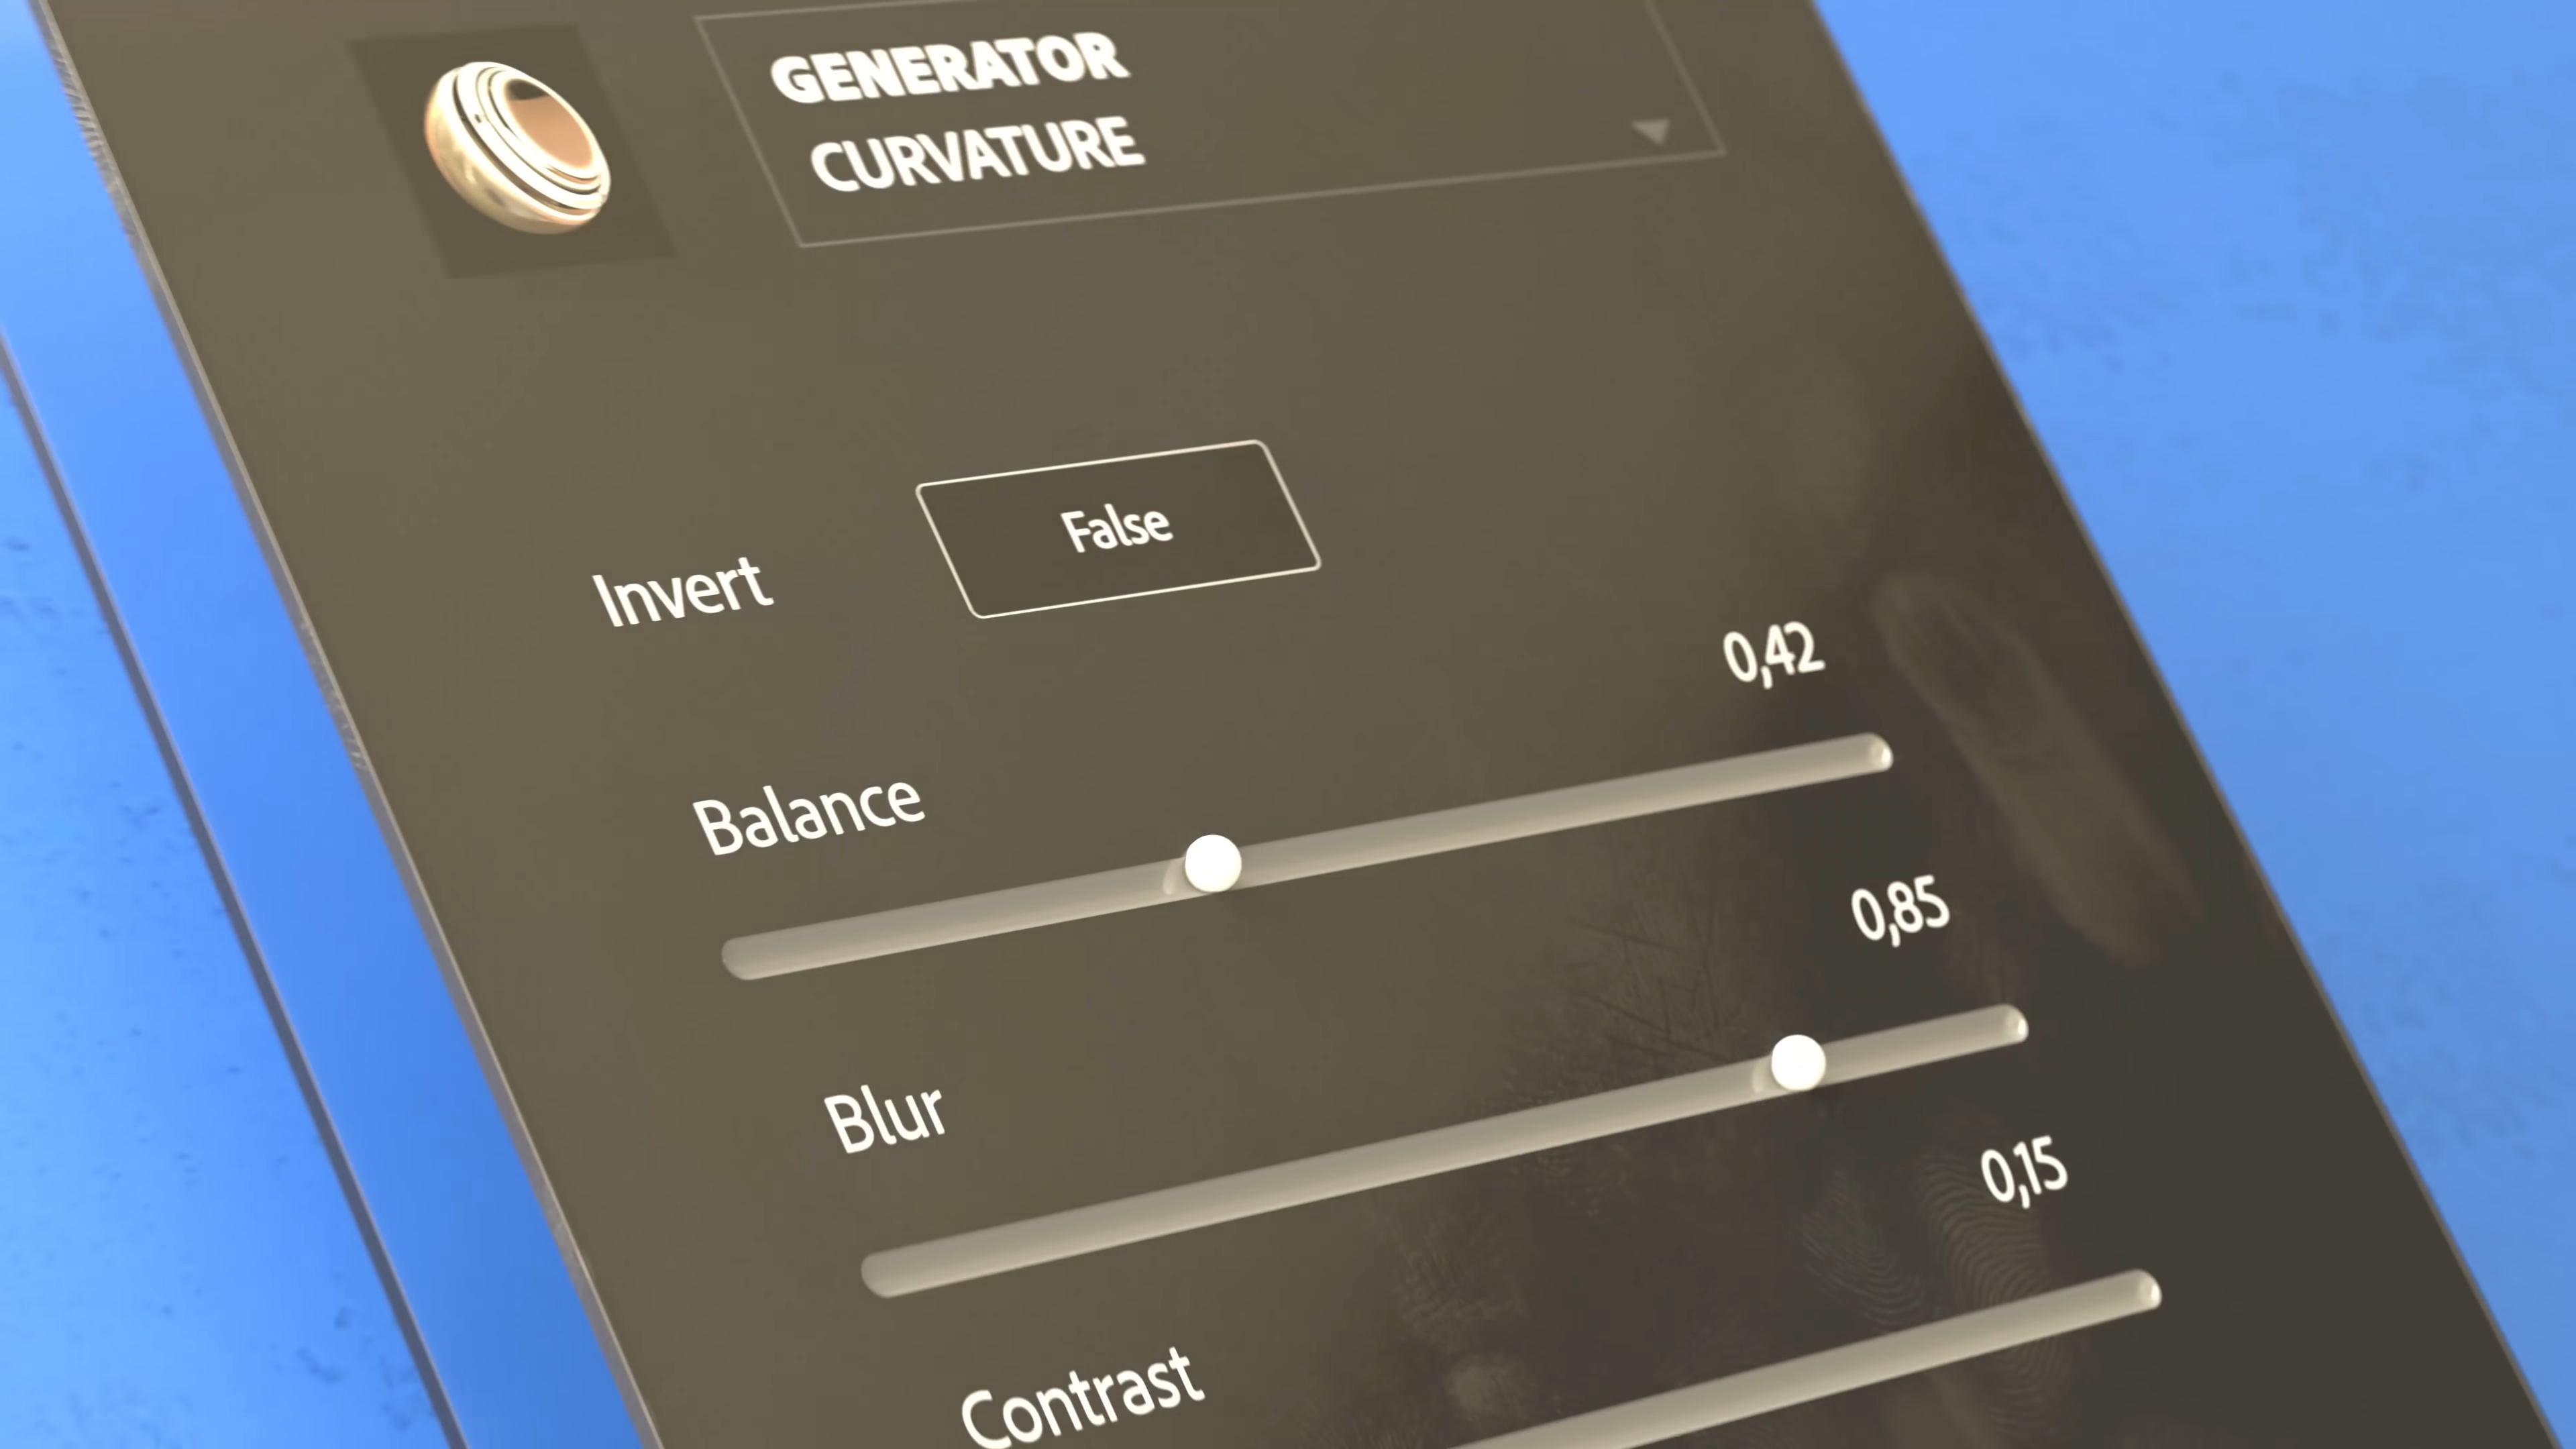 GENERATOR
CURVATURE
Invert
False
0,42
Balance
0,85
Blur
0,15
Contrast